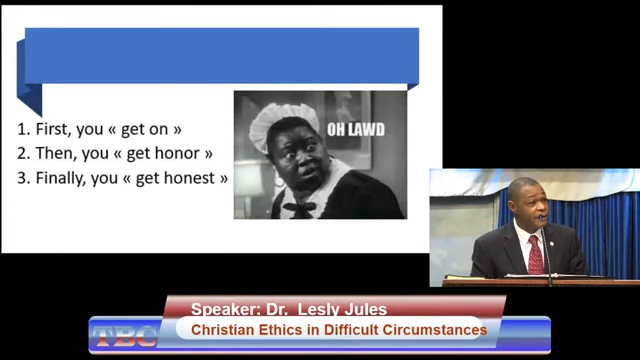 1. First, you « get on »
2. Then, you « get honor »
3. Finally, you « get honest »
OH LAWD
Speaker: Dr. Lesly Jules
TBC
Christian Ethics in Difficult Circumstances